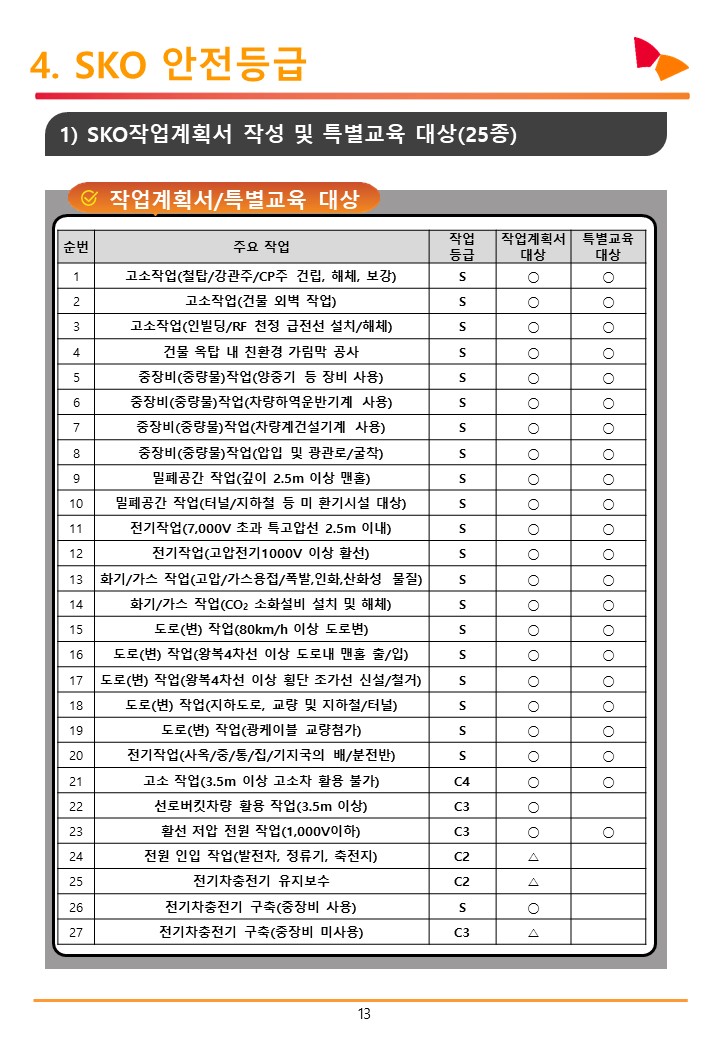 4. SKO 안전등급
1) SKO작업계획서 작성 및 특별교육 대상(25종)
작업계획서/특별교육 대상
순번 주요 작업 작업 등급 작업계획서 대상 특별교육 대상
1 고소작업(철탑/강관주/CP주 건립, 해체, 보강) S ○ ○
2 고소작업(건물 외벽 작업) S ○ ○
3 고소작업(인빌딩/RF 천정 급전선 설치/해체) S ○ ○
4 건물 옥탑 내 친환경 가림막 공사 S ○ ○
5 중장비(중량물)작업(양중기 등 장비 사용) S ○ ○
6 중장비(중량물)작업(차량하역운반기계 사용) S ○ ○
7 중장비(중량물)작업(차량계건설기계 사용) S ○ ○
8 중장비(중량물)작업(압입 및 광관로/굴착) S ○ ○
9 밀폐공간 작업(깊이 2.5m 이상 맨홀) S ○ ○
10 밀폐공간 작업(터널/지하철 등 미 환기시설 대상) S ○ ○
11 전기작업(7,000V 초과 특고압선 2.5m 이내) S ○ ○
12 전기작업(고압전기1000V 이상 활선) S ○ ○
13 화기/가스 작업(고압/가스용접/폭발,인화,산화성 물질) S ○ ○
14 화기/가스 작업(CO₂ 소화설비 설치 및 해체) S ○ ○
15 도로(변) 작업(80km/h 이상 도로변) S ○ ○
16 도로(변) 작업(왕복4차선 이상 도로내 맨홀 출/입) S ○ ○
17 도로(변) 작업(왕복4차선 이상 횡단 조가선 신설/철거) S ○ ○
18 도로(변) 작업(지하도로, 교량 및 지하철/터널) S ○ ○
19 도로(변) 작업(광케이블 교량첨가) S ○ ○
20 전기작업(사옥/중/통/집/기지국의 배/분전반) S ○ ○
21 고소 작업(3.5m 이상 고소차 활용 불가) C4 ○ ○
22 선로버킷차량 활용 작업(3.5m 이상) C3 ○
23 활선 저압 전원 작업(1,000V이하) C3 ○ ○
24 전원 인입 작업(발전차, 정류기, 축전지) C2 △
25 전기차충전기 유지보수 C2 △
26 전기차충전기 구축(중장비 사용) S ○
27 전기차충전기 구축(중장비 미사용) C3 △
13